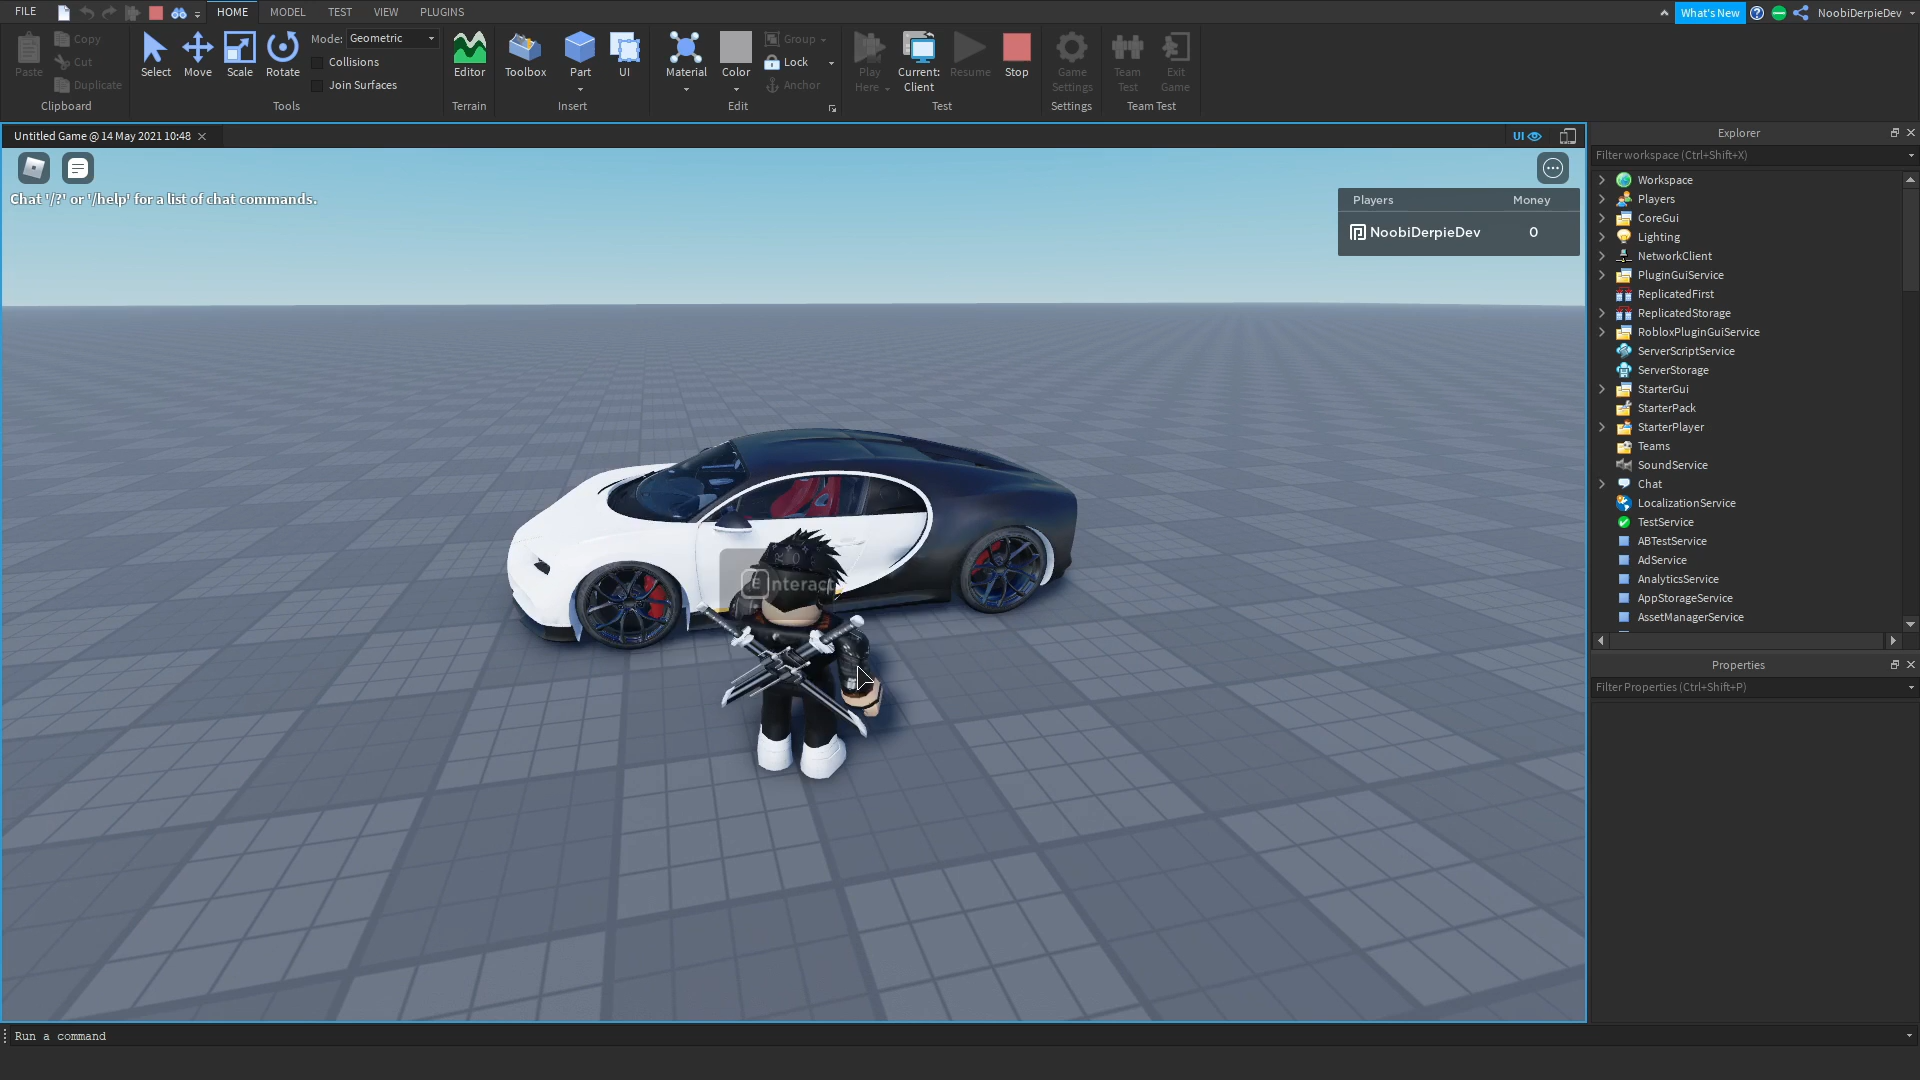 FILE HOME MODEL TEST VIEW PLUGINS What's New NoobiDerpieDev
Paste Copy Cut Duplicate
Clipboard
Select Move Scale Rotate
Mode: Geometric
Collisions
Join Surfaces
Tools
Editor
Terrain
Toolbox Part UI
Insert
Material Color Group Lock Anchor
Edit
Play Here Current: Client Resume Stop
Test
Game Settings
Settings
Team Test Exit Game
Team Test
Untitled Game @ 14 May 2021 10:48
UI
Chat '/?' or '/help' for a list of chat commands.
Players Money
NoobiDerpieDev 0
E Interact
Explorer
Filter workspace (Ctrl+Shift+X)
Workspace
Players
CoreGui
Lighting
NetworkClient
PluginGuiService
ReplicatedFirst
ReplicatedStorage
RobloxPluginGuiService
ServerScriptService
ServerStorage
StarterGui
StarterPack
StarterPlayer
Teams
SoundService
Chat
LocalizationService
TestService
ABTestService
AdService
AnalyticsService
AppStorageService
AssetManagerService
Properties
Filter Properties (Ctrl+Shift+P)
Run a command